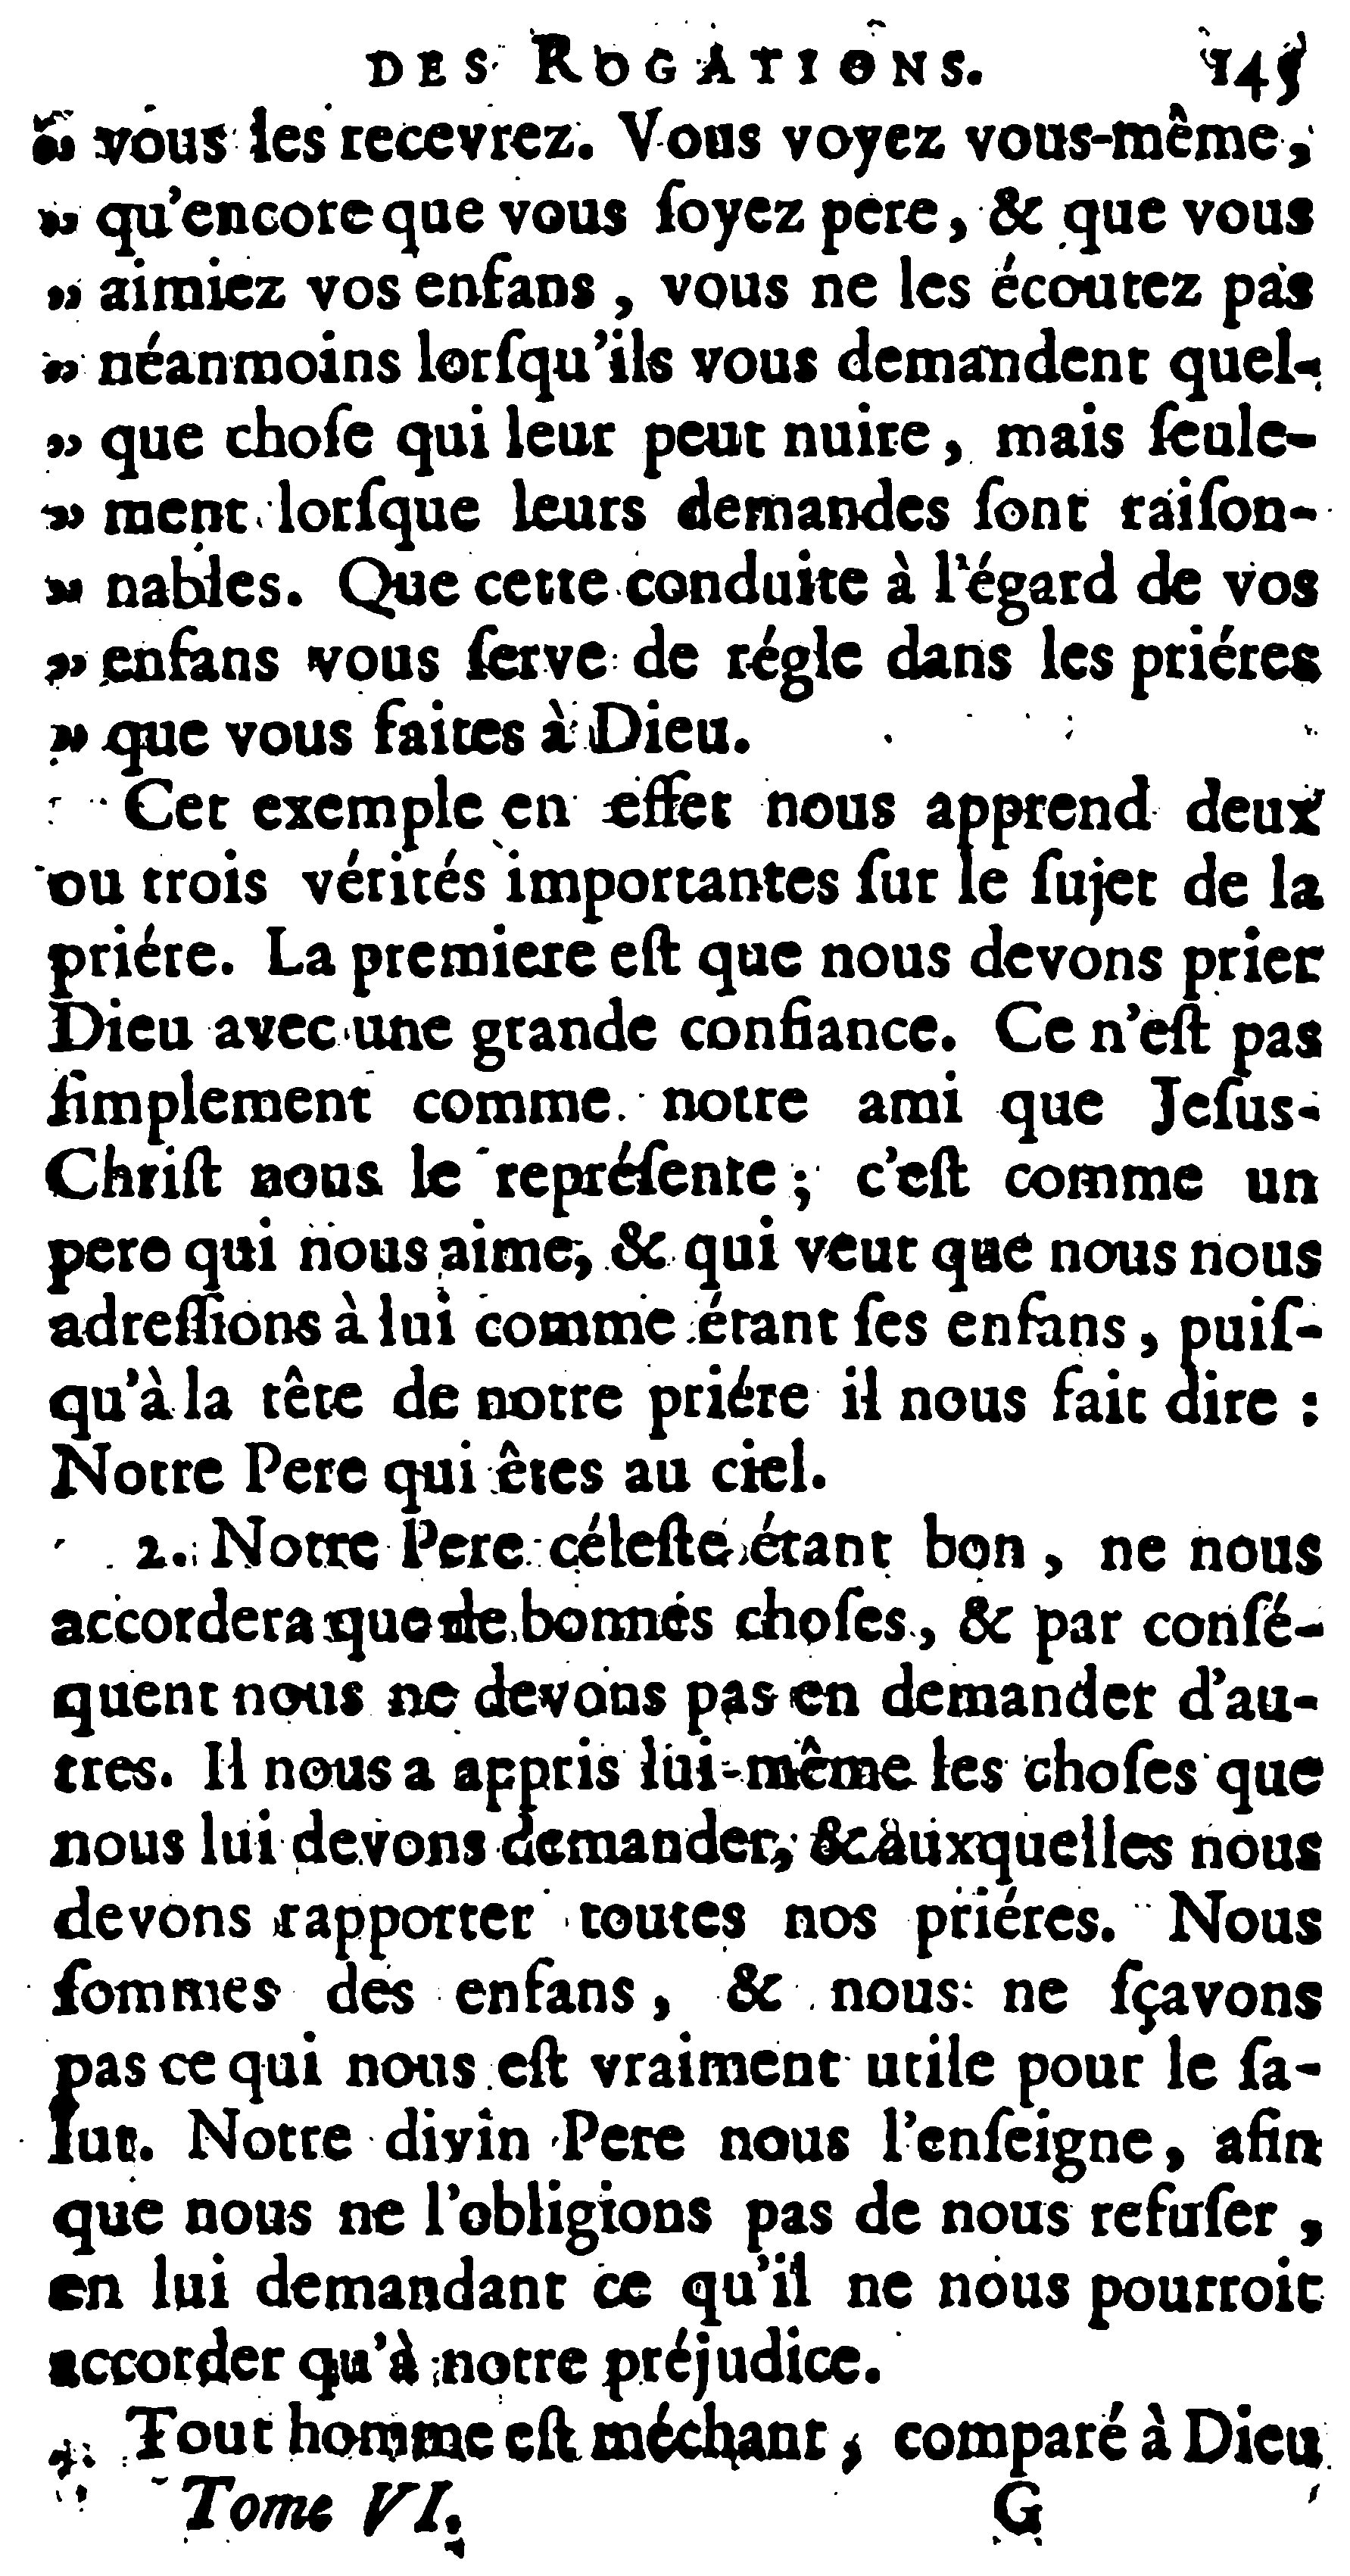 DES ROGATIONS. 145
„ vous les recevrez. Vous voyez vous-même,
„ qu'encore que vous ſoyez pere, & que vous
„ aimiez vos enfans, vous ne les écoutez pas
„ néanmoins lorſqu'ils vous demandent quel-
„ que choſe qui leur peut nuire, mais ſeule-
„ ment lorſque leurs demandes ſont raiſon-
„ nables. Que cette conduite à l'égard de vos
„ enfans vous ſerve de régle dans les priéres
„ que vous faites à Dieu.
Cet exemple en effet nous apprend deux
ou trois vérités importantes ſur le ſujet de la
priére. La premiere eſt que nous devons prier
Dieu avec une grande confiance. Ce n'eſt pas
ſimplement comme notre ami que Jeſus-
Chriſt nous le repréſente; c'eſt comme un
pere qui nous aime, & qui veut que nous nous
adreſſions à lui comme étant ſes enfans, puiſ-
qu'à la tête de notre priére il nous fait dire :
Notre Pere qui êtes au ciel.
2. Notre Pere céleſte étant bon, ne nous
accordera que de bonnes choſes, & par conſé-
quent nous ne devons pas en demander d'au-
tres. Il nous a appris lui-même les choſes que
nous lui devons demander, & auxquelles nous
devons rapporter toutes nos priéres. Nous
ſommes des enfans, & nous ne ſçavons
pas ce qui nous eſt vraiment utile pour le ſa-
lut. Notre divin Pere nous l'enſeigne, afin
que nous ne l'obligions pas de nous refuſer,
en lui demandant ce qu'il ne nous pourroit
accorder qu'à notre préjudice.
Tout homme eſt méchant, comparé à Dieu
Tome VI. G